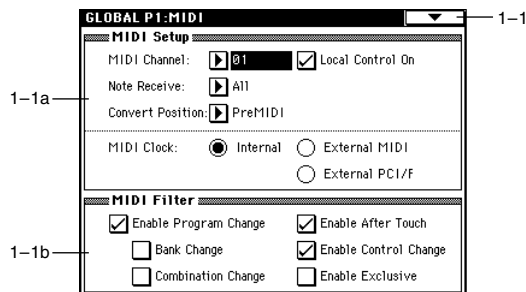 GLOBAL P1:MIDI
1–1
MIDI Setup
MIDI Channel: 01 Local Control On
Note Receive: All
1–1a
Convert Position: PreMIDI
MIDI Clock: Internal External MIDI
External PCI/F
MIDI Filter
Enable Program Change Enable After Touch
1–1b
Bank Change Enable Control Change
Combination Change Enable Exclusive